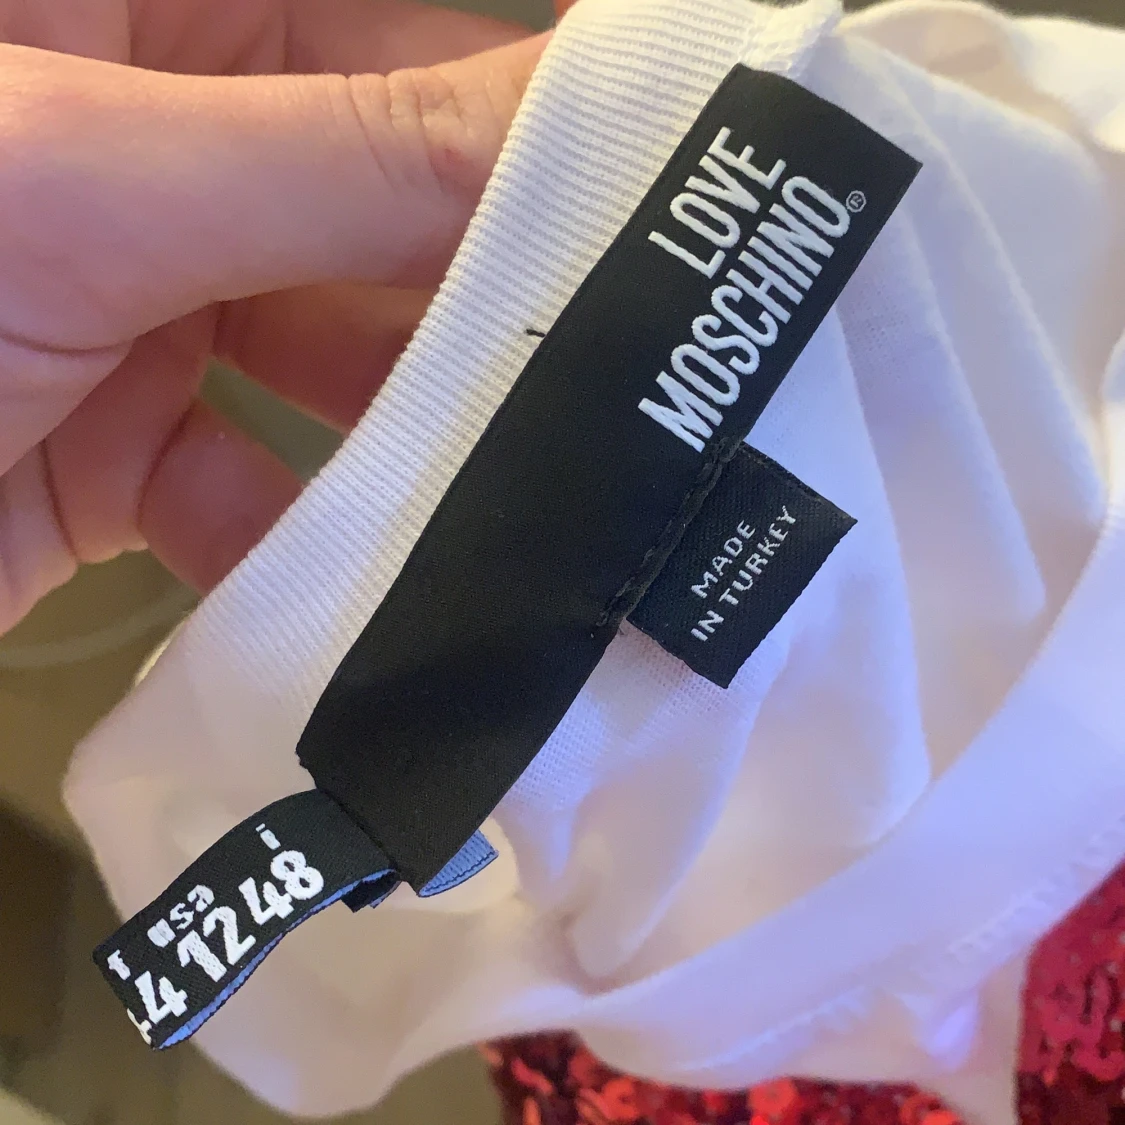 LOVE
MOSCHINO®
MADE
IN TURKEY
usa I
12 48